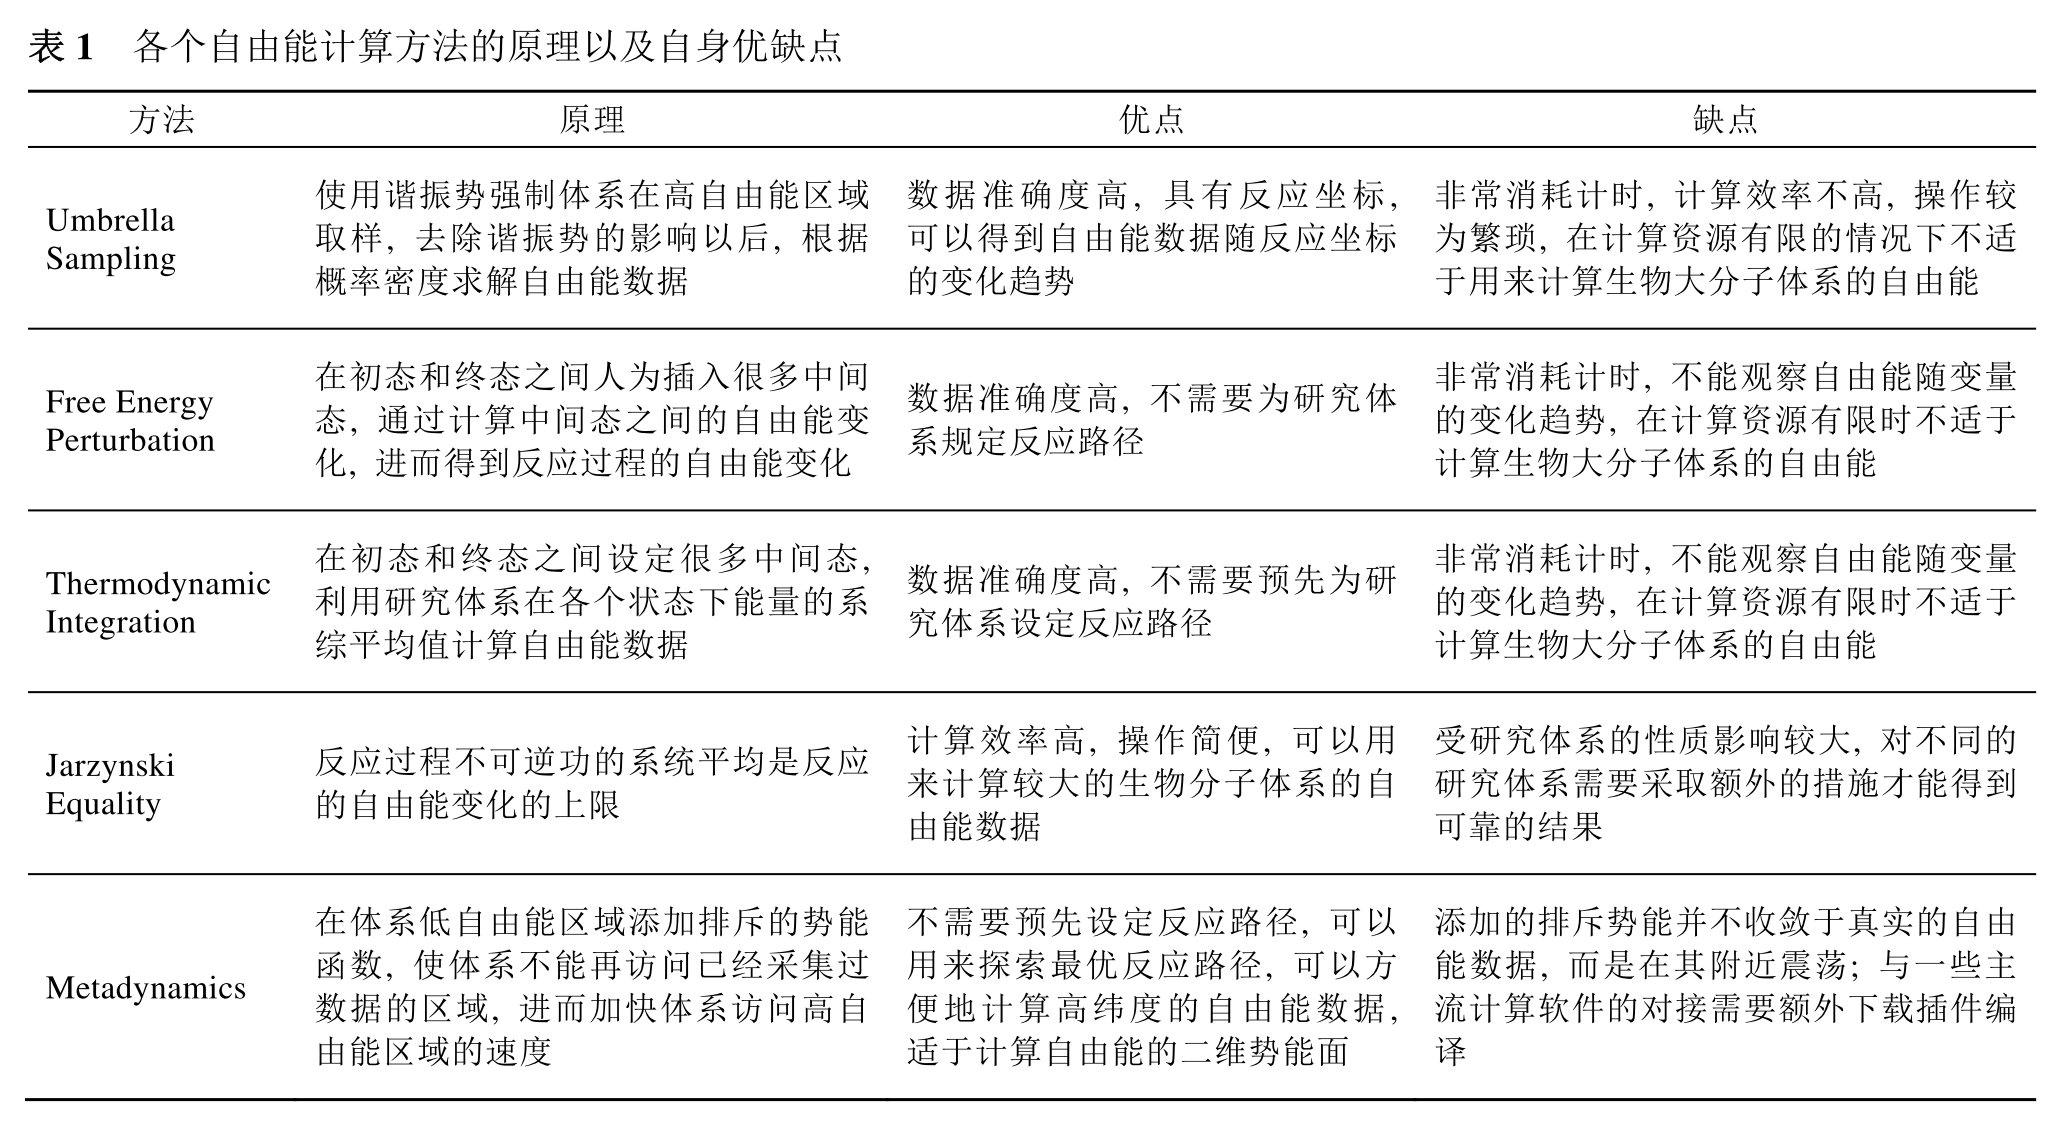 表 1 各个自由能计算方法的原理以及自身优缺点
方法 原理 优点 缺点
Umbrella
Sampling
使用谐振势强制体系在高自由能区域
取样, 去除谐振势的影响以后, 根据
概率密度求解自由能数据
数据准确度高, 具有反应坐标,
可以得到自由能数据随反应坐标
的变化趋势
非常消耗计时, 计算效率不高, 操作较
为繁琐, 在计算资源有限的情况下不适
于用来计算生物大分子体系的自由能
Free Energy
Perturbation
在初态和终态之间人为插入很多中间
态, 通过计算中间态之间的自由能变
化, 进而得到反应过程的自由能变化
数据准确度高, 不需要为研究体
系规定反应路径
非常消耗计时, 不能观察自由能随变量
的变化趋势, 在计算资源有限时不适于
计算生物大分子体系的自由能
Thermodynamic
Integration
在初态和终态之间设定很多中间态,
利用研究体系在各个状态下能量的系
综平均值计算自由能数据
数据准确度高, 不需要预先为研
究体系设定反应路径
非常消耗计时, 不能观察自由能随变量
的变化趋势, 在计算资源有限时不适于
计算生物大分子体系的自由能
Jarzynski
Equality
反应过程不可逆功的系统平均是反应
的自由能变化的上限
计算效率高, 操作简便, 可以用
来计算较大的生物分子体系的自
由能数据
受研究体系的性质影响较大, 对不同的
研究体系需要采取额外的措施才能得到
可靠的结果
Metadynamics
在体系低自由能区域添加排斥的势能
函数, 使体系不能再访问已经采集过
数据的区域, 进而加快体系访问高自
由能区域的速度
不需要预先设定反应路径, 可以
用来探索最优反应路径, 可以方
便地计算高纬度的自由能数据,
适于计算自由能的二维势能面
添加的排斥势能并不收敛于真实的自由
能数据, 而是在其附近震荡; 与一些主
流计算软件的对接需要额外下载插件编
译